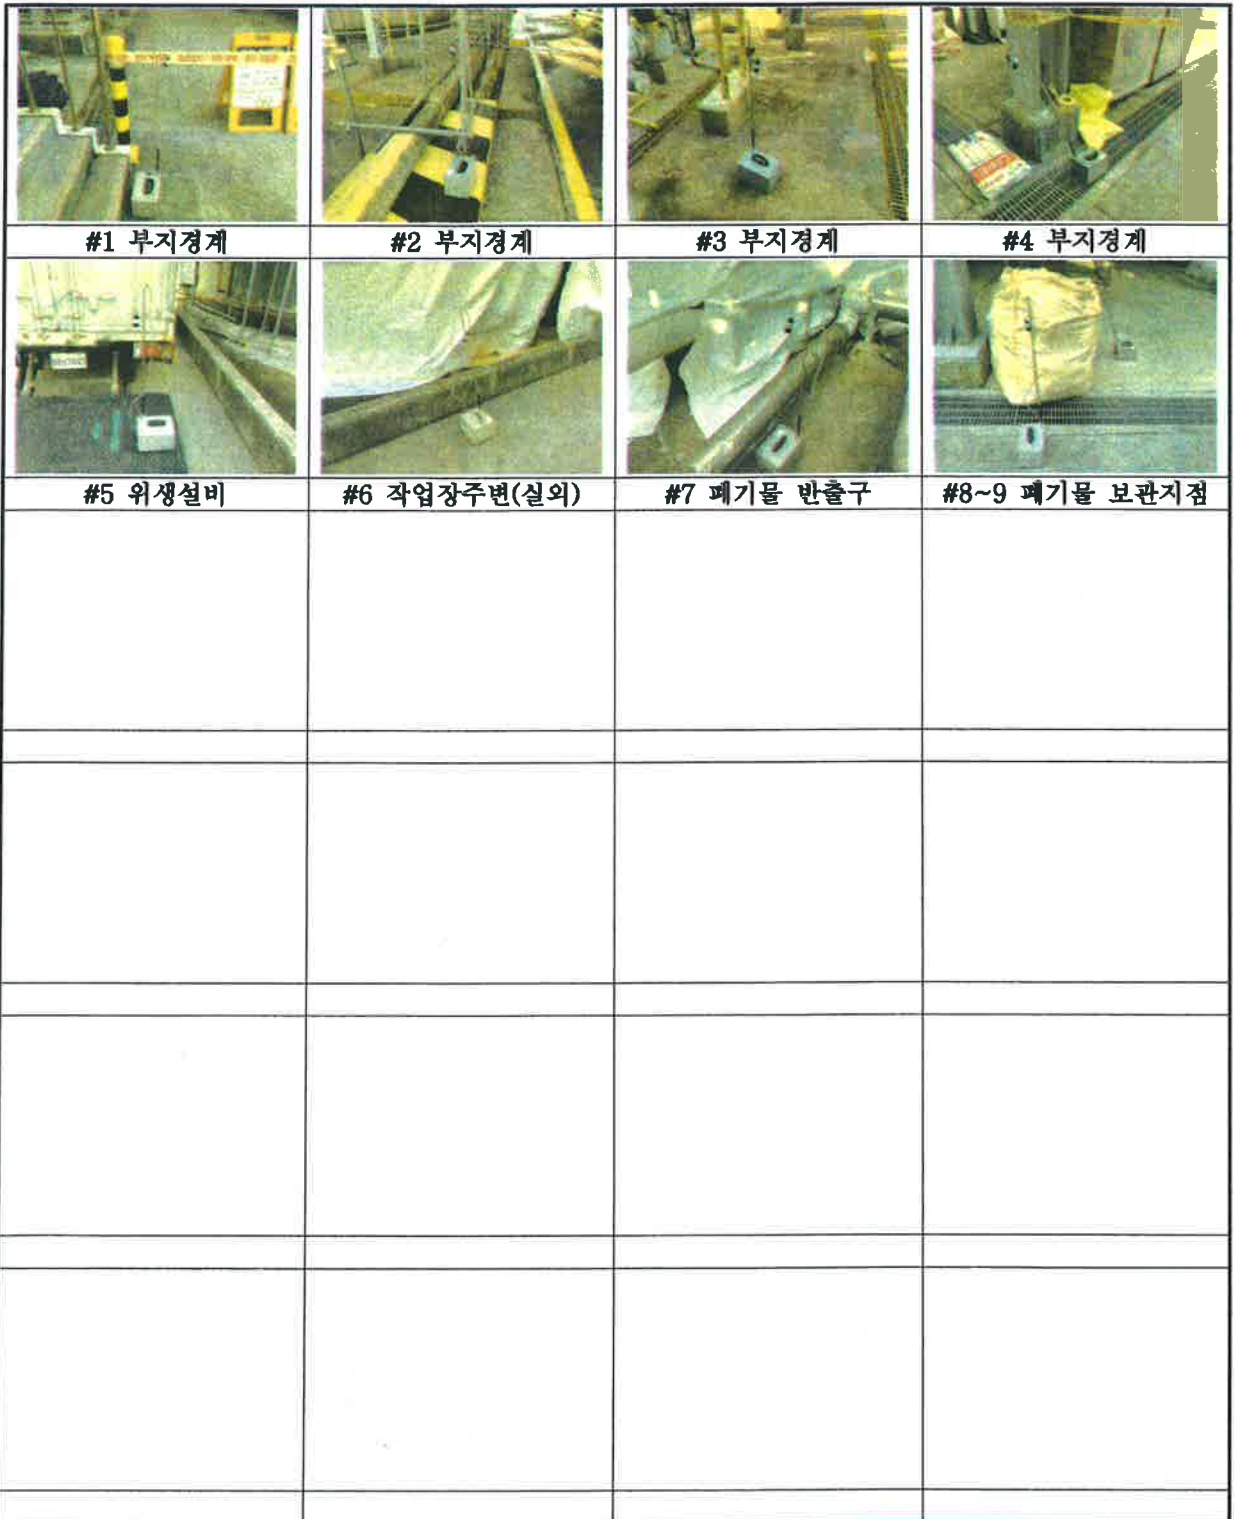 #1 부지경계
#2 부지경계
#3 부지경계
#4 부지경계
#5 위생설비
#6 작업장주변(실외)
#7 폐기물 반출구
#8~9 폐기물 보관지점